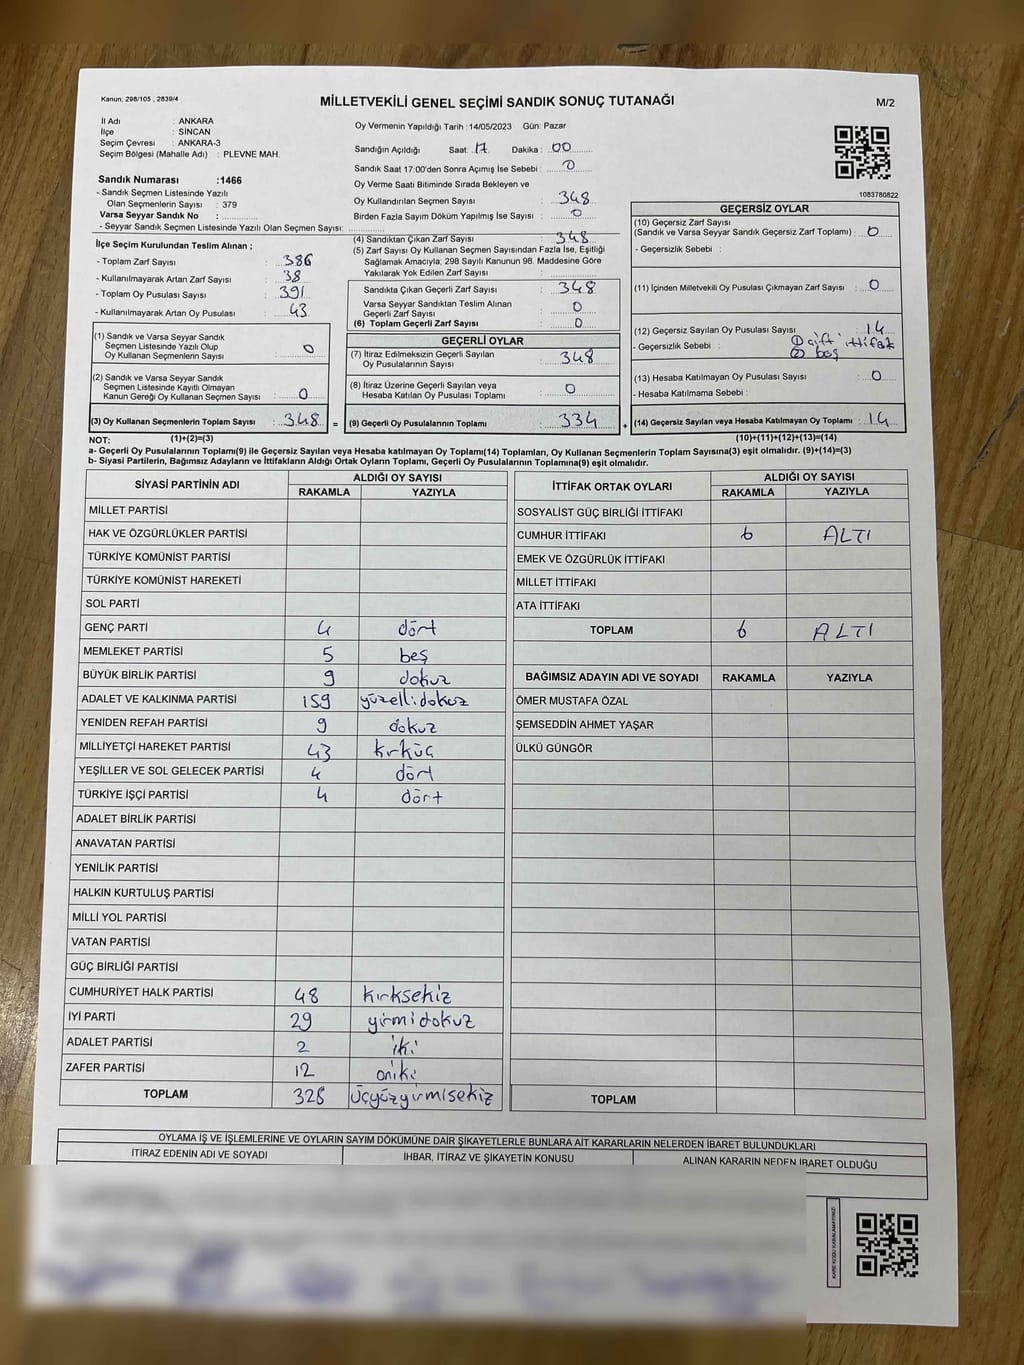 Kanun: 298/105 , 2839/4
MİLLETVEKİLİ GENEL SEÇİMİ SANDIK SONUÇ TUTANAĞI
M/2
İl Adı : ANKARA
İlçe : SİNCAN
Seçim Çevresi : ANKARA-3
Seçim Bölgesi (Mahalle Adı) : PLEVNE MAH.
Sandık Numarası :1466
- Sandık Seçmen Listesinde Yazılı
Olan Seçmenlerin Sayısı : 379
Varsa Seyyar Sandık No :
- Seyyar Sandık Seçmen Listesinde Yazılı Olan Seçmen Sayısı:
İlçe Seçim Kurulundan Teslim Alınan ;
- Toplam Zarf Sayısı : 386
- Kullanılmayarak Artan Zarf Sayısı : 38
- Toplam Oy Pusulası Sayısı : 391
- Kullanılmayarak Artan Oy Pusulası : 43
(1) Sandık ve Varsa Seyyar Sandık
Seçmen Listesinde Yazılı Olup
Oy Kullanan Seçmenlerin Sayısı : 0
(2) Sandık ve Varsa Seyyar Sandık
Seçmen Listesinde Kayıtlı Olmayan
Kanun Gereği Oy Kullanan Seçmen Sayısı : 0
(3) Oy Kullanan Seçmenlerin Toplam Sayısı : 348
Oy Vermenin Yapıldığı Tarih : 14/05/2023 Gün: Pazar
Sandığın Açıldığı Saat: 17 Dakika : 00
Sandık Saat 17:00'den Sonra Açımış İse Sebebi : 0
Oy Verme Saati Bitiminde Sırada Bekleyen ve
Oy Kullandırılan Seçmen Sayısı : 348
Birden Fazla Sayım Döküm Yapılmış İse Sayısı : 0
(4) Sandıktan Çıkan Zarf Sayısı : 348
(5) Zarf Sayısı Oy Kullanan Seçmen Sayısından Fazla İse, Eşitliği
Sağlamak Amacıyla, 298 Sayılı Kanunun 98. Maddesine Göre
Yakılarak Yok Edilen Zarf Sayısı :
Sandıkta Çıkan Geçerli Zarf Sayısı : 348
Varsa Seyyar Sandıktan Teslim Alınan
Geçerli Zarf Sayısı : 0
(6) Toplam Geçerli Zarf Sayısı : 0
GEÇERLİ OYLAR
(7) İtiraz Edilmeksizin Geçerli Sayılan
Oy Pusulalarının Sayısı : 348
(8) İtiraz Üzerine Geçerli Sayılan veya
Hesaba Katılan Oy Pusulası Toplamı : 0
= (9) Geçerli Oy Pusulalarının Toplamı : 334
1083780822
GEÇERSİZ OYLAR
(10) Geçersiz Zarf Sayısı
(Sandık ve Varsa Seyyar Sandık Geçersiz Zarf Toplamı) : 0
- Geçersizlik Sebebi :
(11) İçinden Milletvekili Oy Pusulası Çıkmayan Zarf Sayısı : 0
(12) Geçersiz Sayılan Oy Pusulası Sayısı : 14
- Geçersizlik Sebebi : ① çift ittifak
② beş
(13) Hesaba Katılmayan Oy Pusulası Sayısı : 0
- Hesaba Katılmama Sebebi :
+ (14) Geçersiz Sayılan veya Hesaba Katılmayan Oy Toplamı : 14
NOT: (1)+(2)=(3) (10)+(11)+(12)+(13)=(14)
a- Geçerli Oy Pusulalarının Toplamı(9) ile Geçersiz Sayılan veya Hesaba katılmayan Oy Toplamı(14) Toplamları, Oy Kullanan Seçmenlerin Toplam Sayısına(3) eşit olmalıdır. (9)+(14)=(3)
b- Siyasi Partilerin, Bağımsız Adayların ve İttifakların Aldığı Ortak Oyların Toplamı, Geçerli Oy Pusulalarının Toplamına(9) eşit olmalıdır.
SİYASİ PARTİNİN ADI ALDIĞI OY SAYISI
RAKAMLA YAZIYLA
MİLLET PARTİSİ
HAK VE ÖZGÜRLÜKLER PARTİSİ
TÜRKİYE KOMÜNİST PARTİSİ
TÜRKİYE KOMÜNİST HAREKETİ
SOL PARTİ
GENÇ PARTİ 4 dört
MEMLEKET PARTİSİ 5 beş
BÜYÜK BİRLİK PARTİSİ 9 dokuz
ADALET VE KALKINMA PARTİSİ 159 yüzellidokuz
YENİDEN REFAH PARTİSİ 9 dokuz
MİLLİYETÇİ HAREKET PARTİSİ 43 kırküç
YEŞİLLER VE SOL GELECEK PARTİSİ 4 dört
TÜRKİYE İŞÇİ PARTİSİ 4 dört
ADALET BİRLİK PARTİSİ
ANAVATAN PARTİSİ
YENİLİK PARTİSİ
HALKIN KURTULUŞ PARTİSİ
MİLLİ YOL PARTİSİ
VATAN PARTİSİ
GÜÇ BİRLİĞİ PARTİSİ
CUMHURİYET HALK PARTİSİ 48 kırksekiz
İYİ PARTİ 29 yirmidokuz
ADALET PARTİSİ 2 iki
ZAFER PARTİSİ 12 oniki
TOPLAM 328 üçyüzyirmisekiz
İTTİFAK ORTAK OYLARI ALDIĞI OY SAYISI
RAKAMLA YAZIYLA
SOSYALİST GÜÇ BİRLİĞİ İTTİFAKI
CUMHUR İTTİFAKI 6 ALTI
EMEK VE ÖZGÜRLÜK İTTİFAKI
MİLLET İTTİFAKI
ATA İTTİFAKI
TOPLAM 6 ALTI
BAĞIMSIZ ADAYIN ADI VE SOYADI RAKAMLA YAZIYLA
ÖMER MUSTAFA ÖZAL
ŞEMSEDDİN AHMET YAŞAR
ÜLKÜ GÜNGÖR
TOPLAM
OYLAMA İŞ VE İŞLEMLERİNE VE OYLARIN SAYIM DÖKÜMÜNE DAİR ŞİKAYETLERLE BUNLARA AİT KARARLARIN NELERDEN İBARET BULUNDUKLARI
İTİRAZ EDENİN ADI VE SOYADI İHBAR, İTİRAZ VE ŞİKAYETİN KONUSU ALINAN KARARIN NEDEN İBARET OLDUĞU